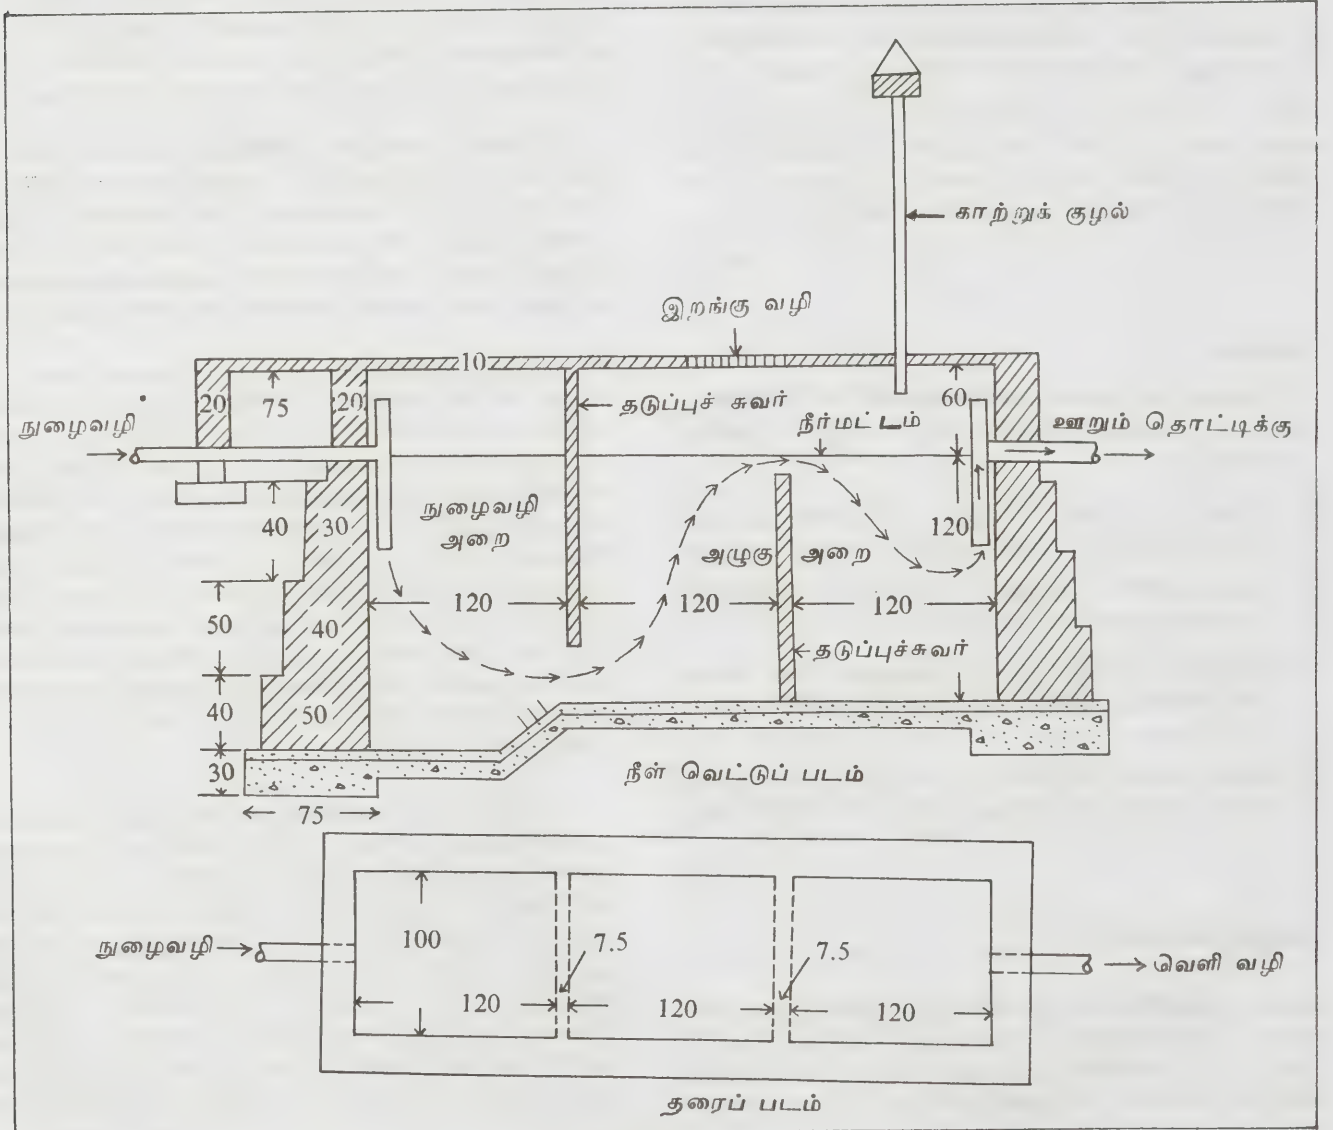 காற்றுக் குழல்
இறங்கு வழி
10
20
75
20
தடுப்புச் சுவர்
60
நுழைவழி
நீர்மட்டம்
ஊறும் தொட்டிக்கு
40
30
நுழைவழி
அறை
அழுகு அறை
120
50
40
120
120
120
தடுப்புச்சுவர்
40
50
30
நீள் வெட்டுப் படம்
75
நுழைவழி
100
7.5
7.5
வெளி வழி
120
120
120
தரைப் படம்